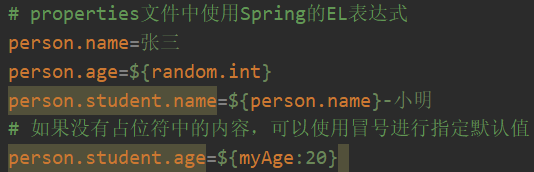 # properties文件中使用Spring的EL表达式
person.name=张三
person.age=${random.int}
person.student.name=${person.name}-小明
# 如果没有占位符中的内容，可以使用冒号进行指定默认值
person.student.age=${myAge:20}